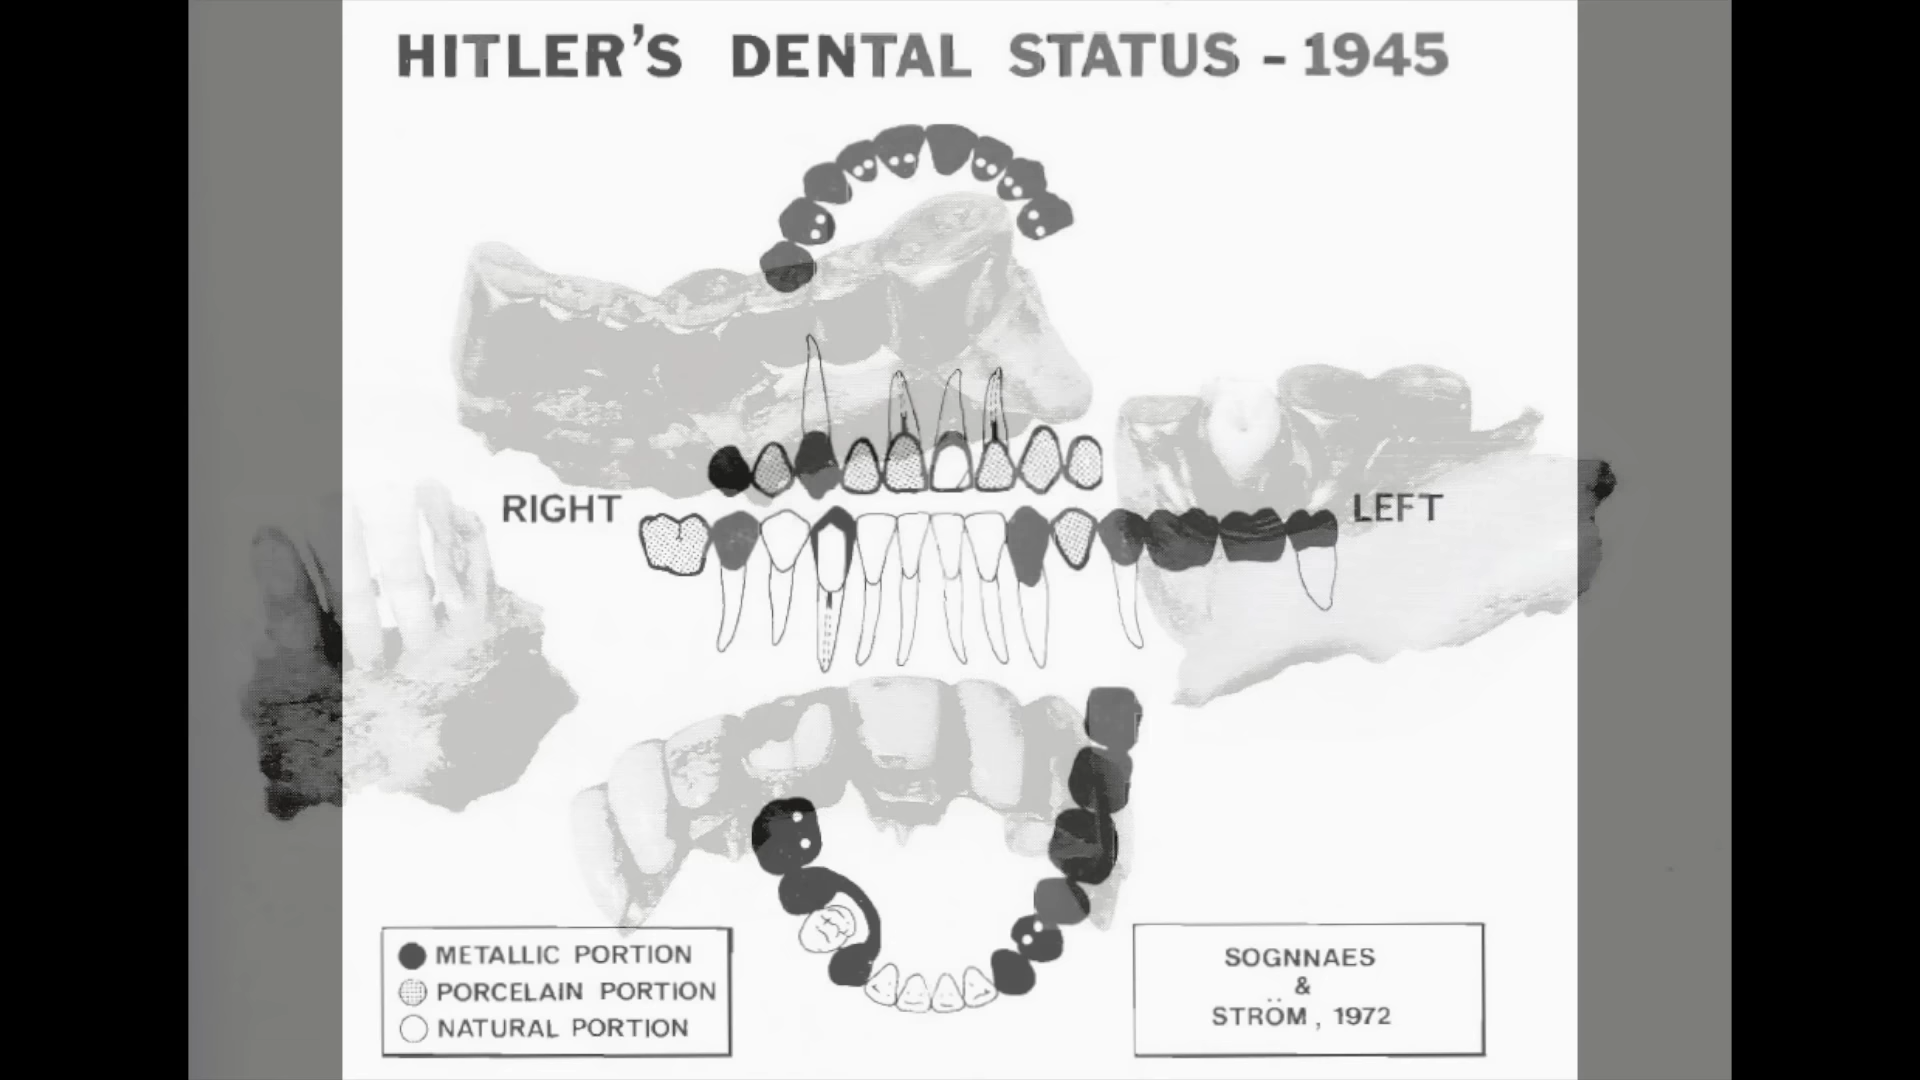 HITLER'S DENTAL STATUS - 1945
RIGHT
LEFT
METALLIC PORTION
PORCELAIN PORTION
NATURAL PORTION
SOGNNAES
&
STRÖM, 1972